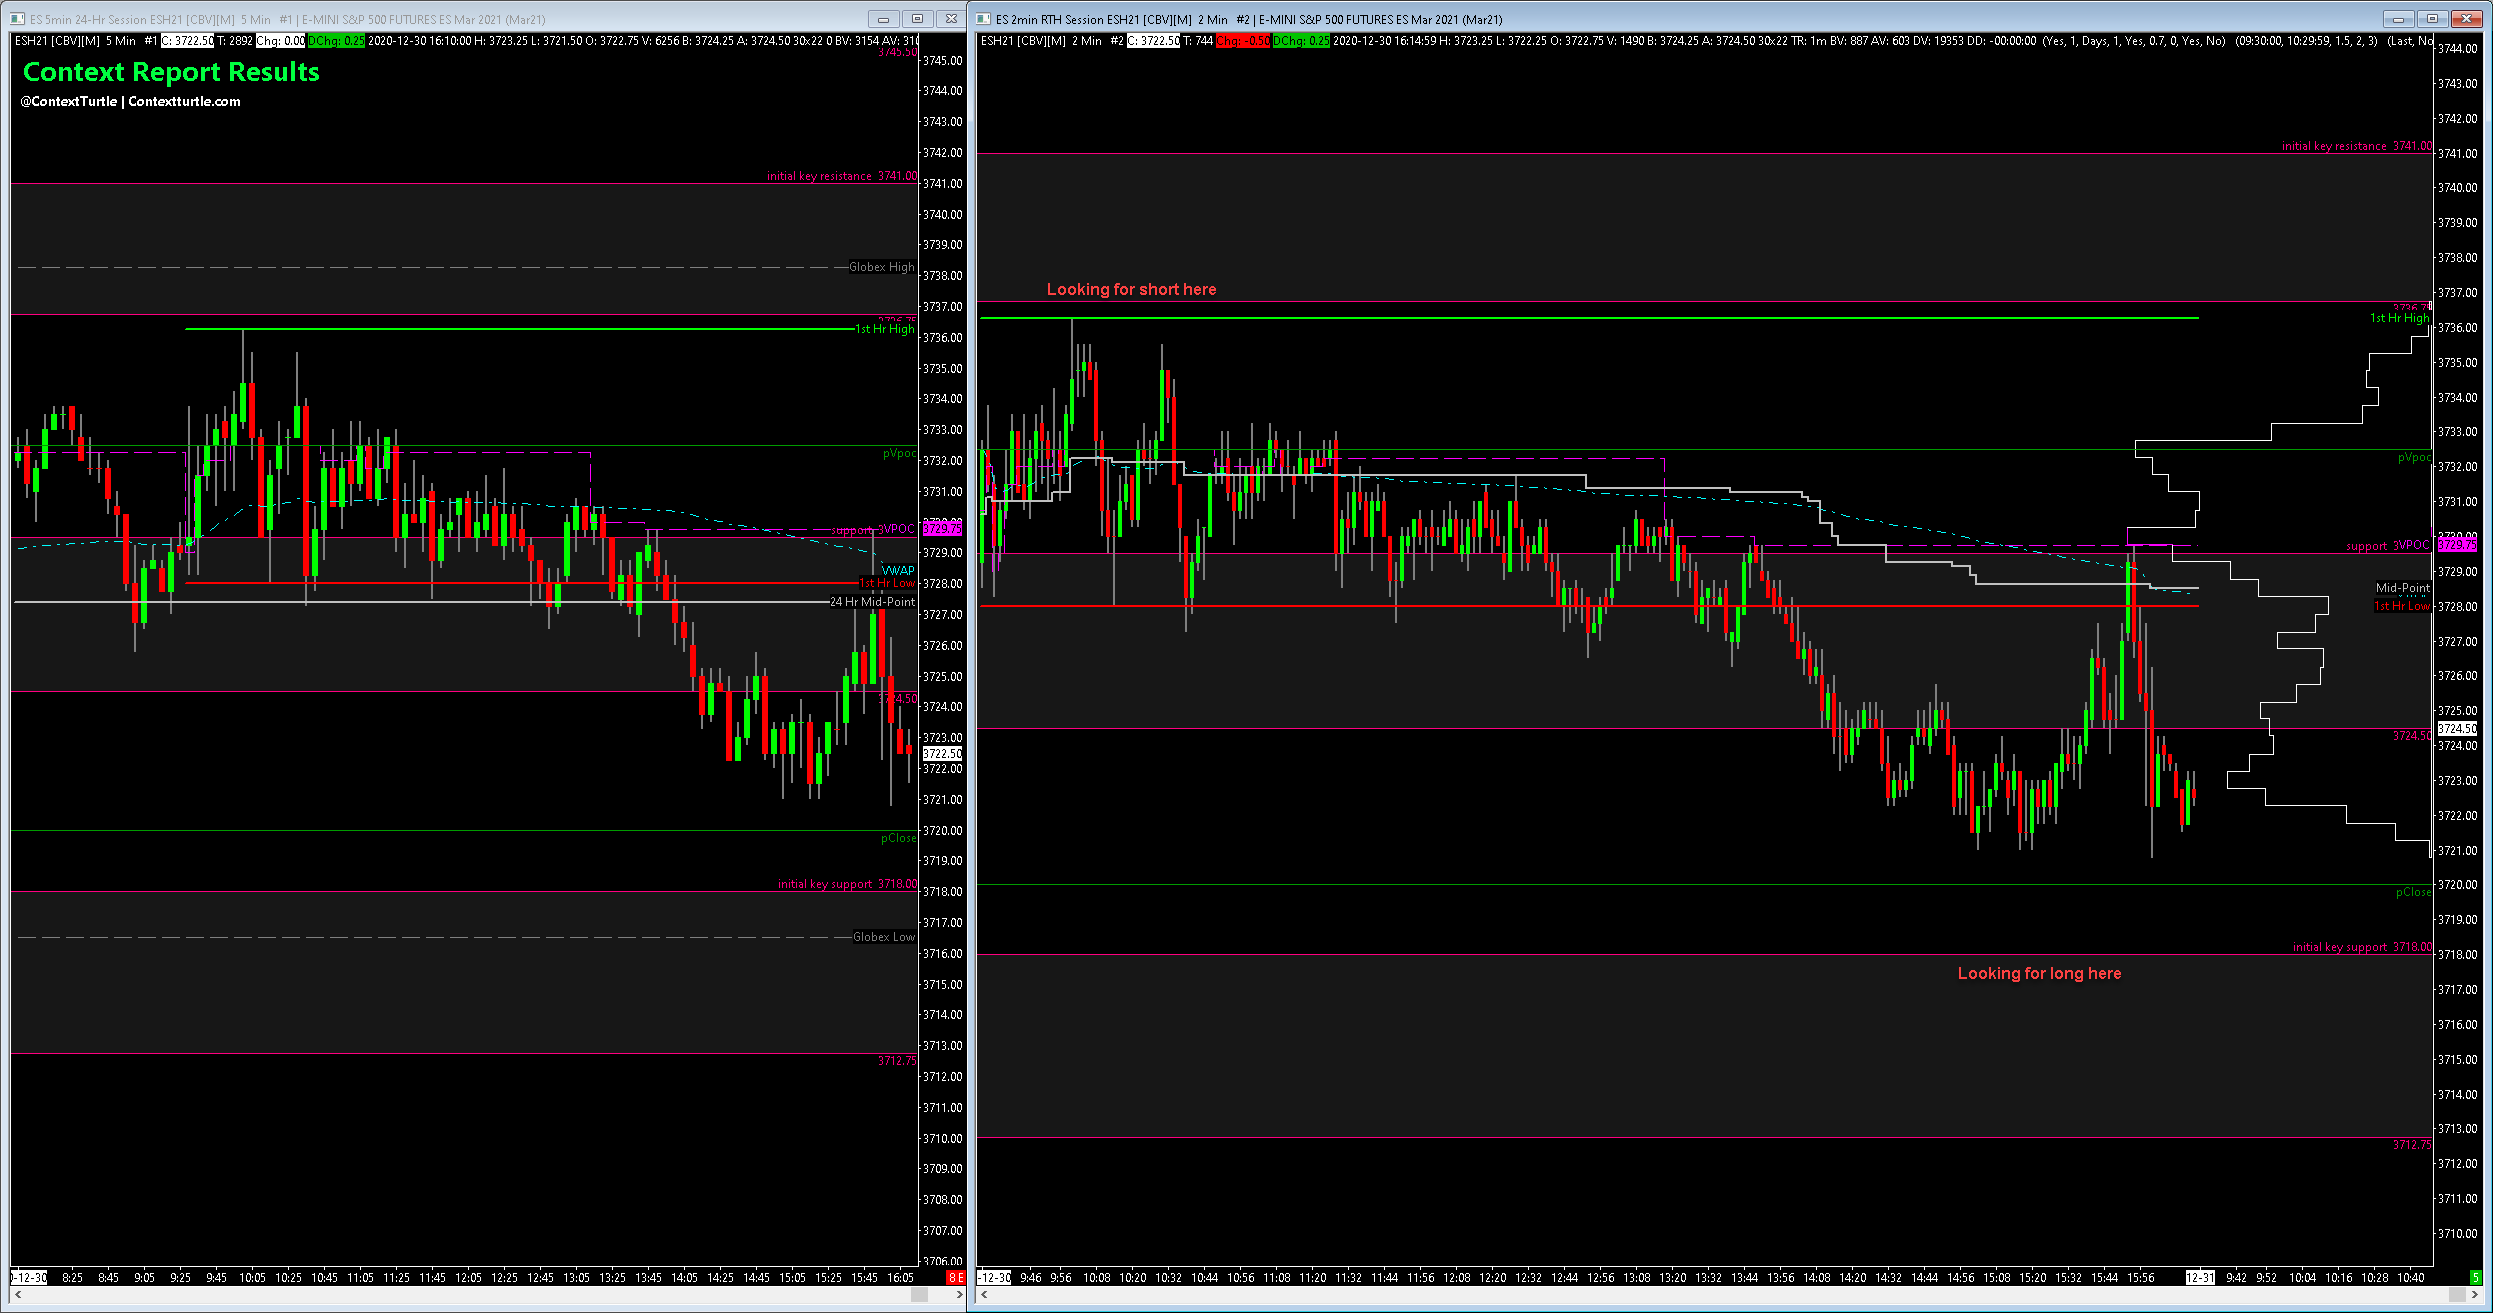 ES 5min 24-Hr Session ESH21 [CBV][M] 5 Min #1 | E-MINI S&P 500 FUTURES ES Mar 2021 (Mar21)
ESH21 [CBV][M] 5 Min #1 C: 3722.50 T: 2892 Chg: 0.00 DChg: 0.25 2020-12-30 16:10:00 H: 3723.25 L: 3721.50 O: 3722.75 V: 6256 B: 3724.25 A: 3724.50 30x22 0 BV: 3154 AV: 310
3745.50
Context Report Results
@ContextTurtle | Contextturtle.com
initial key resistance 3741.00
Globex High
1st Hr High
pVpoc
support
VPOC
VWAP
1st Hr Low
24 Hr Mid-Point
3724.50
pClose
initial key support 3718.00
Globex Low
3712.75
3745.00
3744.00
3743.00
3742.00
3741.00
3740.00
3739.00
3738.00
3737.00
3736.00
3735.00
3734.00
3733.00
3732.00
3731.00
3729.75
3729.00
3728.00
3727.00
3726.00
3725.00
3724.00
3723.00
3722.50
3722.00
3721.00
3720.00
3719.00
3718.00
3717.00
3716.00
3715.00
3714.00
3713.00
3712.00
3711.00
3710.00
3709.00
3708.00
3707.00
3706.00
-12-30 8:25 8:45 9:05 9:25 9:45 10:05 10:25 10:45 11:05 11:25 11:45 12:05 12:25 12:45 13:05 13:25 13:45 14:05 14:25 14:45 15:05 15:25 15:45 16:05 8 E
ES 2min RTH Session ESH21 [CBV][M] 2 Min #2 | E-MINI S&P 500 FUTURES ES Mar 2021 (Mar21)
ESH21 [CBV][M] 2 Min #2 C: 3722.50 T: 744 Chg: -0.50 DChg: 0.25 2020-12-30 16:14:59 H: 3723.25 L: 3722.25 O: 3722.75 V: 1490 B: 3724.25 A: 3724.50 30x22 TR: 1m BV: 887 AV: 603 DV: 19353 DD: -00:00:00 (Yes, 1, Days, 1, Yes, 0.7, 0, Yes, No) (09:30:00, 10:29:59, 1.5, 2, 3) (Last, No
initial key resistance 3741.00
Looking for short here
1st Hr High
pVpoc
support
VPOC
Mid-Point
1st Hr Low
3724.50
pClose
initial key support 3718.00
Looking for long here
3712.75
3744.00
3743.00
3742.00
3741.00
3740.00
3739.00
3738.00
3737.00
3736.00
3735.00
3734.00
3733.00
3732.00
3731.00
3729.75
3729.00
3728.00
3727.00
3726.00
3725.00
3724.50
3724.00
3723.00
3722.00
3721.00
3720.00
3719.00
3718.00
3717.00
3716.00
3715.00
3714.00
3713.00
3712.00
3711.00
3710.00
-12-30 9:46 9:56 10:08 10:20 10:32 10:44 10:56 11:08 11:20 11:32 11:44 11:56 12:08 12:20 12:32 12:44 12:56 13:08 13:20 13:32 13:44 13:56 14:08 14:20 14:32 14:44 14:56 15:08 15:20 15:32 15:44 15:56 12-31 9:42 9:52 10:04 10:16 10:28 10:40 5